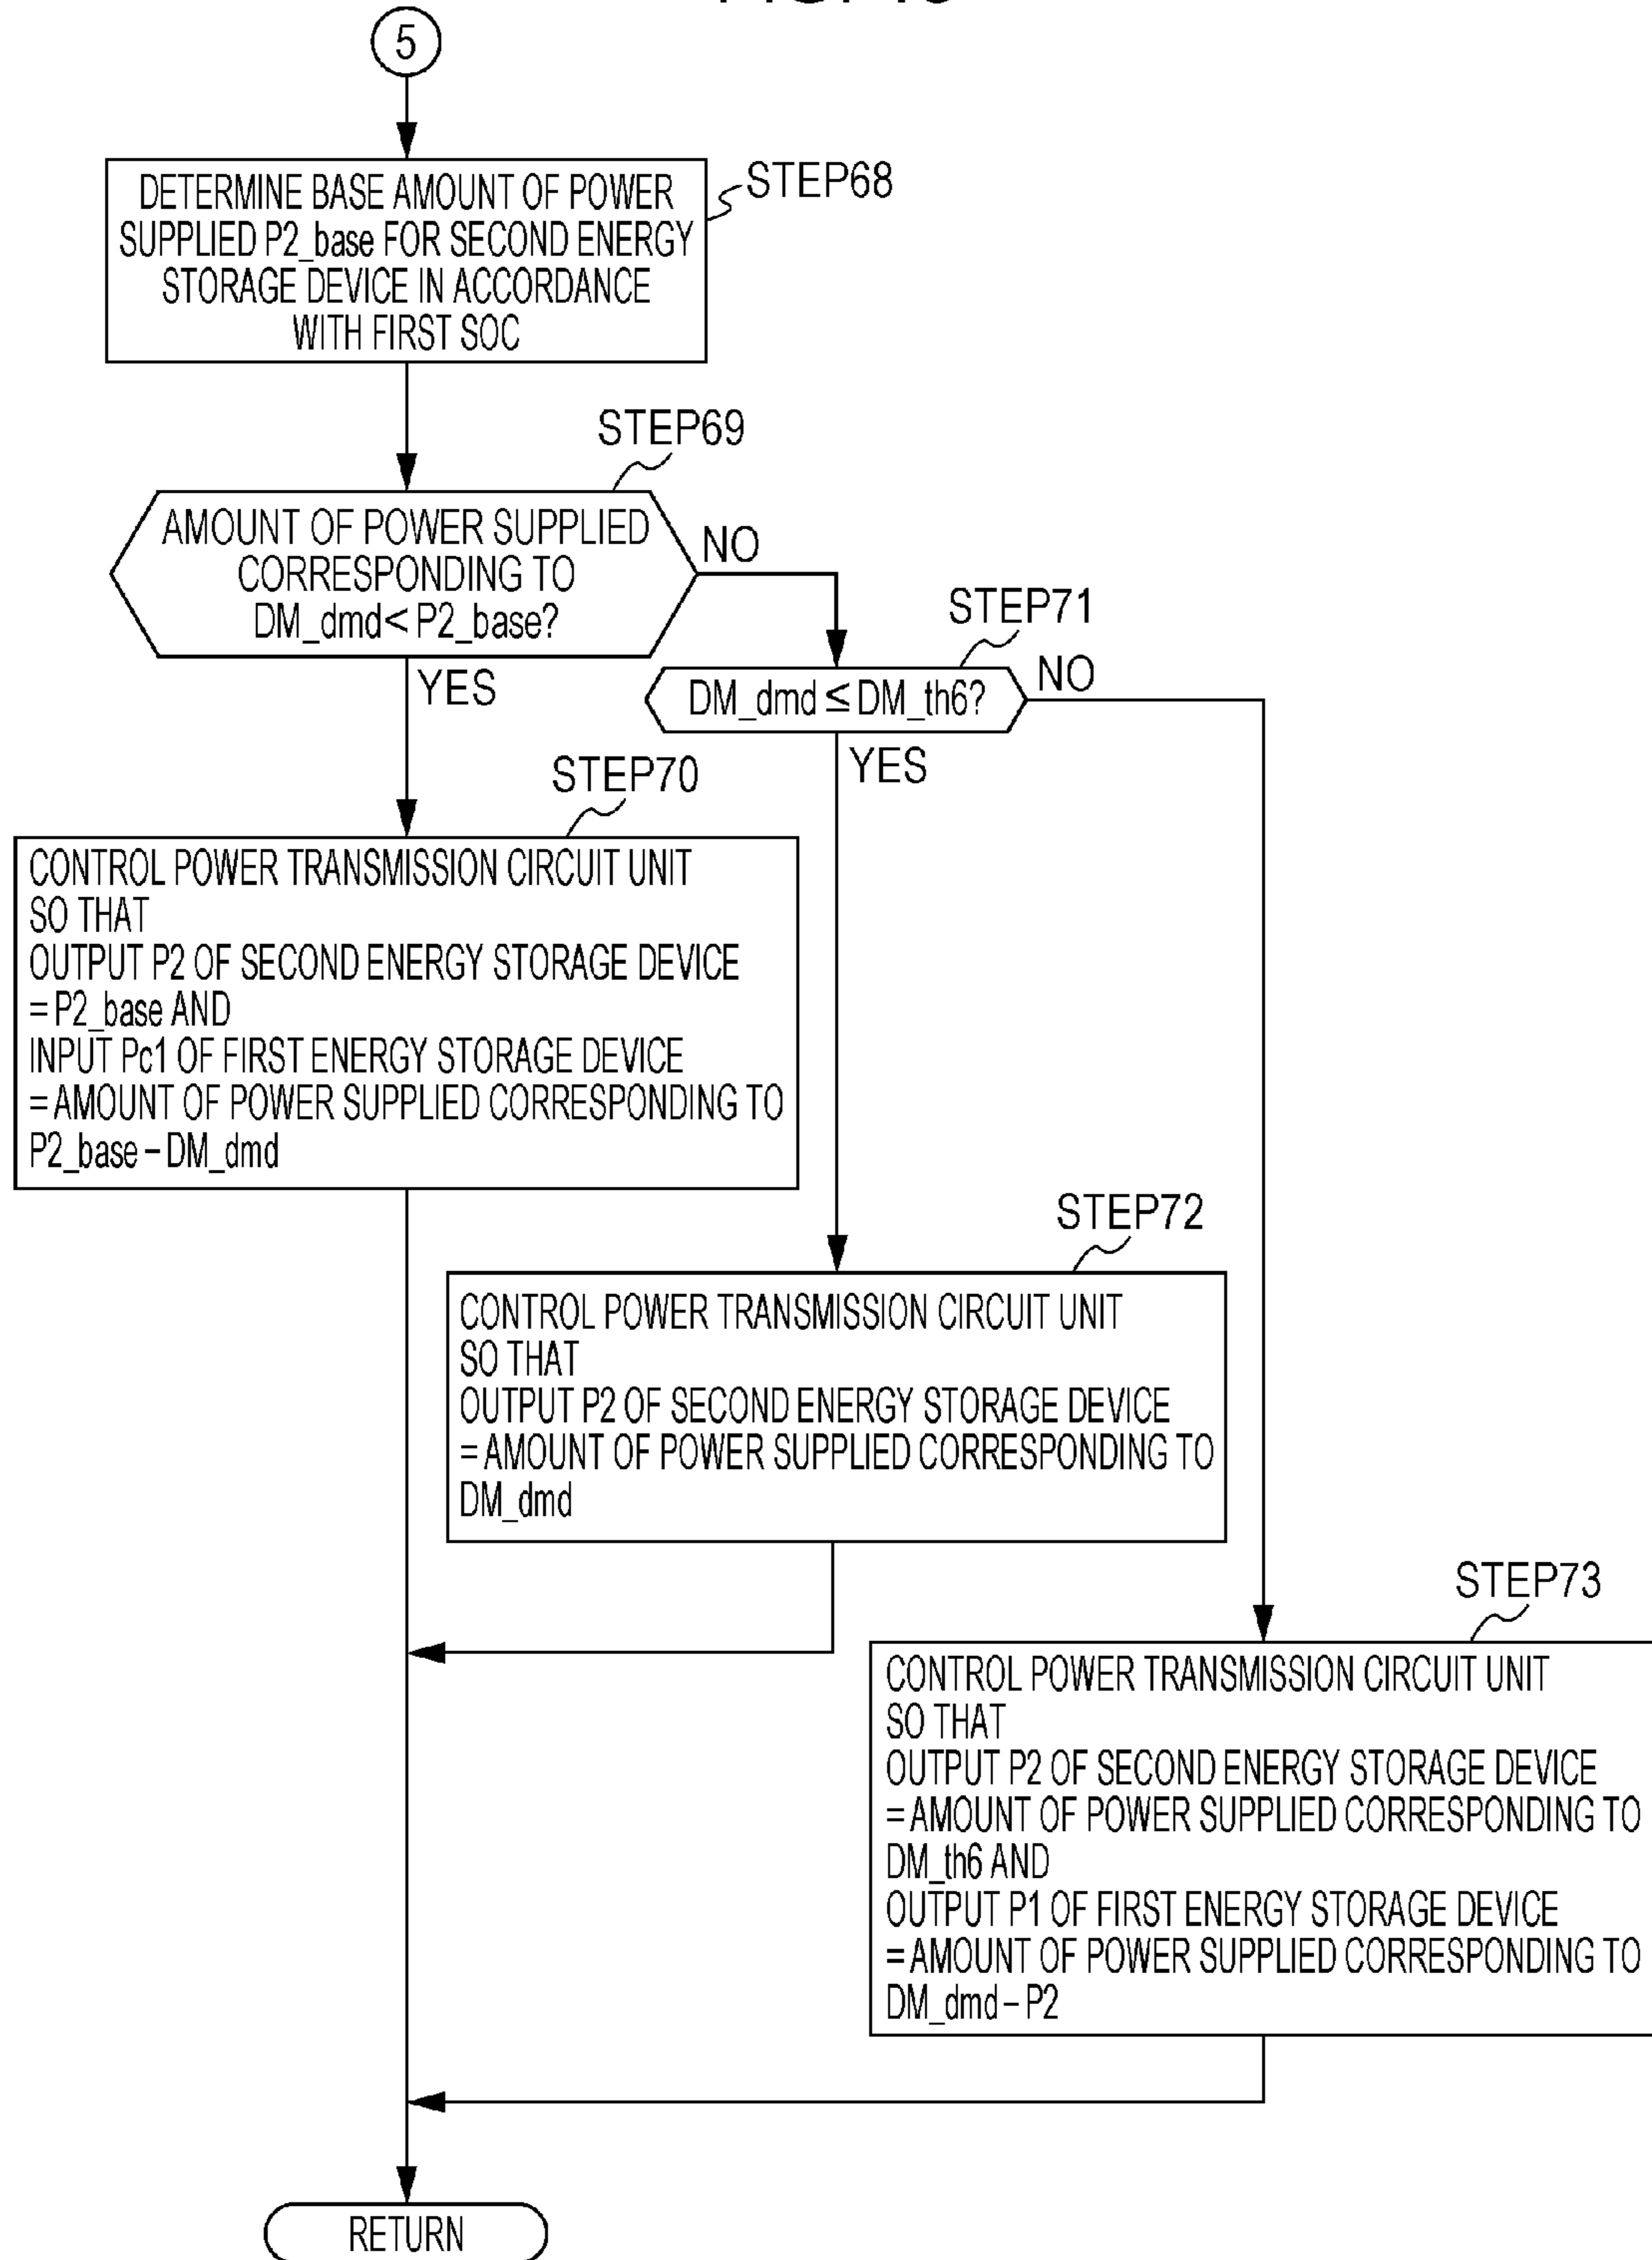 5
DETERMINE BASE AMOUNT OF POWER
SUPPLIED P2_base FOR SECOND ENERGY
STORAGE DEVICE IN ACCORDANCE
WITH FIRST SOC
STEP68
STEP69
AMOUNT OF POWER SUPPLIED
CORRESPONDING TO
DM_dmd< P2_base?
NO
YES
STEP71
DM_dmd ≤ DM_th6?
NO
YES
STEP70
CONTROL POWER TRANSMISSION CIRCUIT UNIT
SO THAT
OUTPUT P2 OF SECOND ENERGY STORAGE DEVICE
= P2_base AND
INPUT Pc1 OF FIRST ENERGY STORAGE DEVICE
= AMOUNT OF POWER SUPPLIED CORRESPONDING TO
P2_base – DM_dmd
STEP72
CONTROL POWER TRANSMISSION CIRCUIT UNIT
SO THAT
OUTPUT P2 OF SECOND ENERGY STORAGE DEVICE
= AMOUNT OF POWER SUPPLIED CORRESPONDING TO
DM_dmd
STEP73
CONTROL POWER TRANSMISSION CIRCUIT UNIT
SO THAT
OUTPUT P2 OF SECOND ENERGY STORAGE DEVICE
= AMOUNT OF POWER SUPPLIED CORRESPONDING TO
DM_th6 AND
OUTPUT P1 OF FIRST ENERGY STORAGE DEVICE
= AMOUNT OF POWER SUPPLIED CORRESPONDING TO
DM_dmd – P2
RETURN